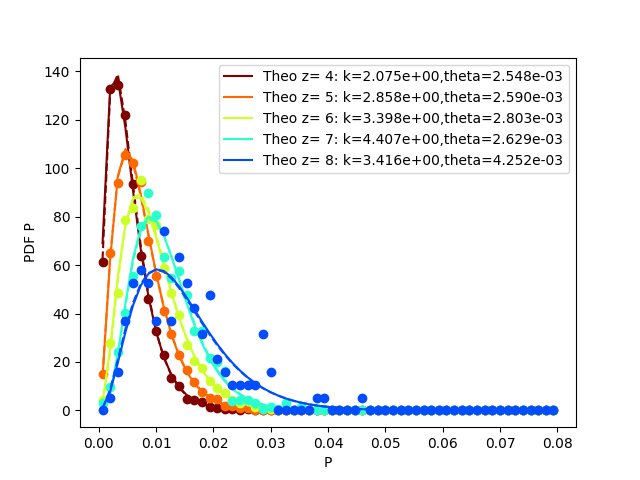 Theo z= 4: k=2.075e+00,theta=2.548e-03
Theo z= 5: k=2.858e+00,theta=2.590e-03
Theo z= 6: k=3.398e+00,theta=2.803e-03
Theo z= 7: k=4.407e+00,theta=2.629e-03
Theo z= 8: k=3.416e+00,theta=4.252e-03
PDF P
140
120
100
80
60
40
20
0
0.00 0.01 0.02 0.03 0.04 0.05 0.06 0.07 0.08
P